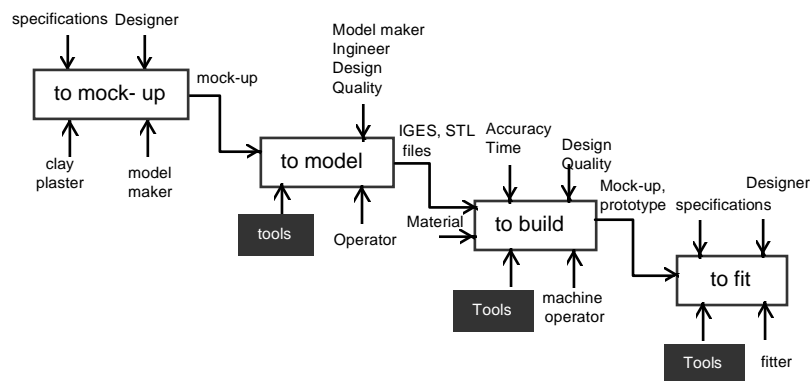 specifications Designer
to mock- up
mock-up
clay
plaster
model
maker
Model maker
Ingineer
Design
Quality
to model
tools
Operator
IGES, STL
files
Accuracy
Time
Design
Quality
Material
to build
Tools
machine
operator
Mock-up,
prototype
specifications
Designer
to fit
Tools
fitter